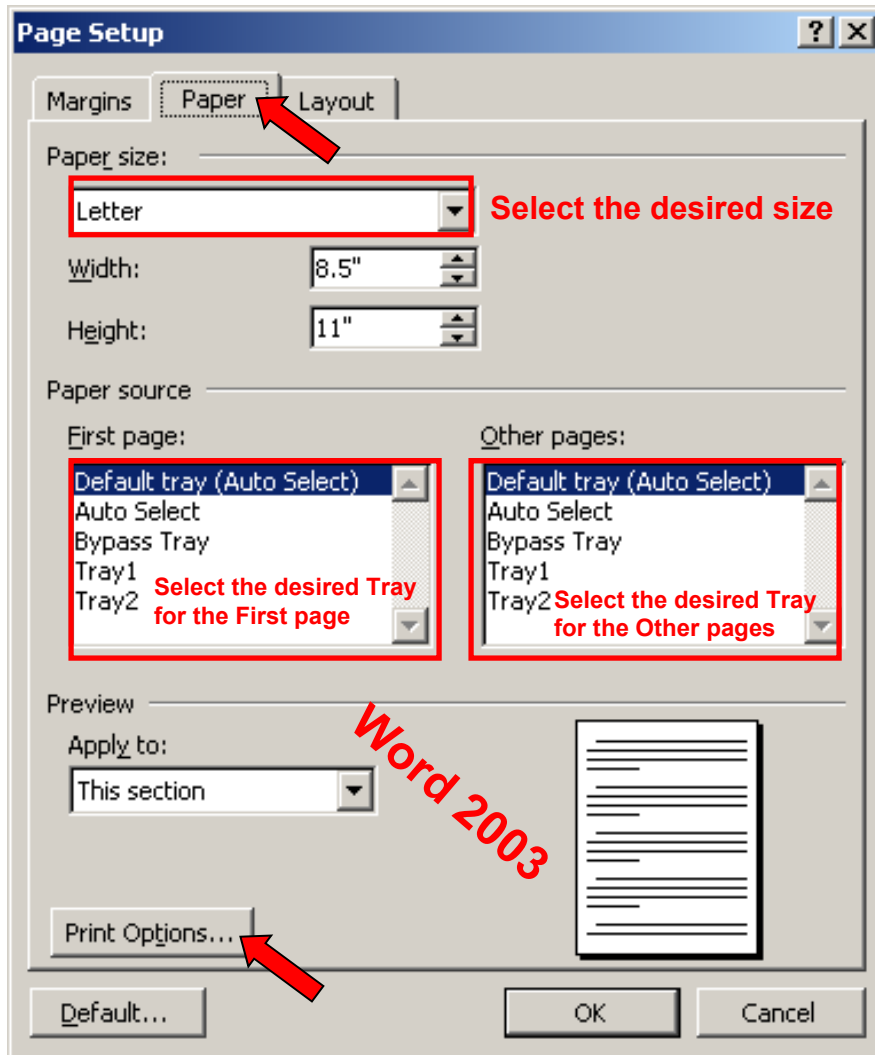 Page Setup
Margins Paper Layout
Paper size:
Letter Select the desired size
Width: 8.5"
Height: 11"
Paper source
First page: Other pages:
Default tray (Auto Select)
Auto Select
Bypass Tray
Tray1
Tray2
Select the desired Tray
for the First page
Default tray (Auto Select)
Auto Select
Bypass Tray
Tray1
Tray2
Select the desired Tray
for the Other pages
Preview
Apply to:
This section
Word 2003
Print Options...
Default... OK Cancel